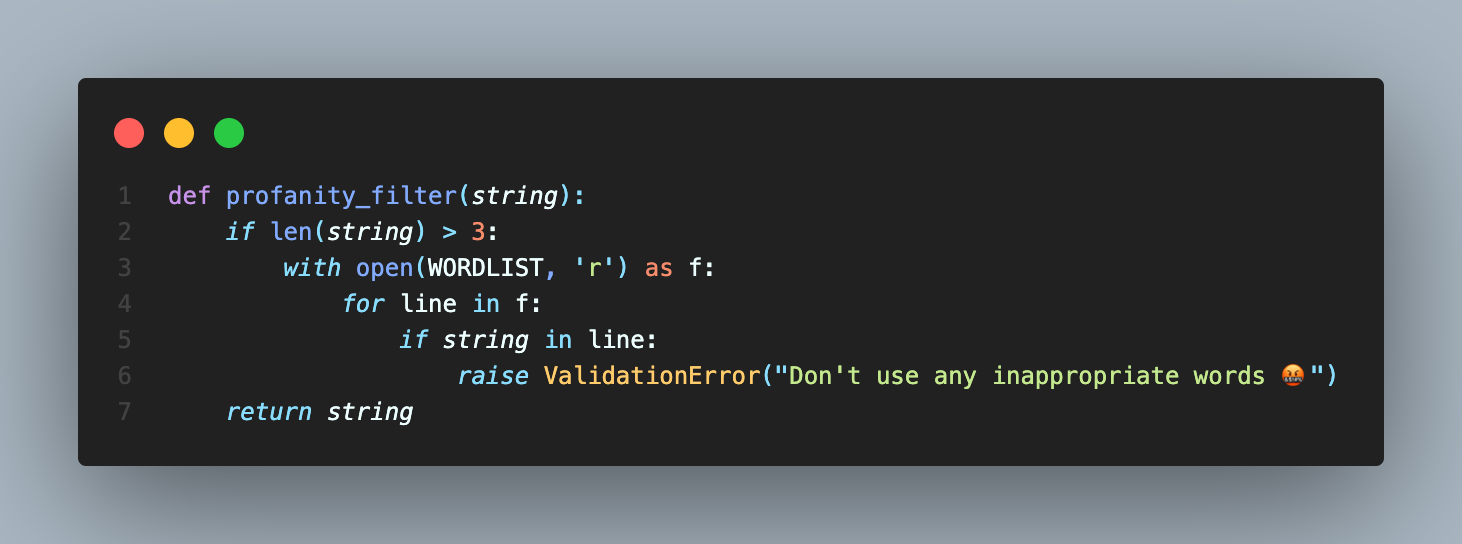 1 def profanity_filter(string):
2     if len(string) > 3:
3         with open(WORDLIST, 'r') as f:
4             for line in f:
5                 if string in line:
6                     raise ValidationError("Don't use any inappropriate words 🤬")
7     return string